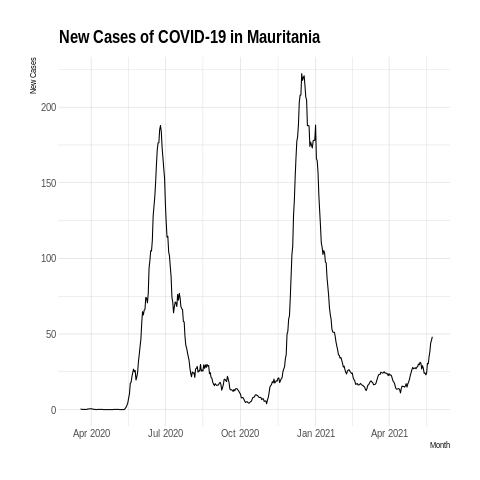 New Cases of COVID-19 in Mauritania
New Cases
200
150
100
50
0
Apr 2020 Jul 2020 Oct 2020 Jan 2021 Apr 2021
Month